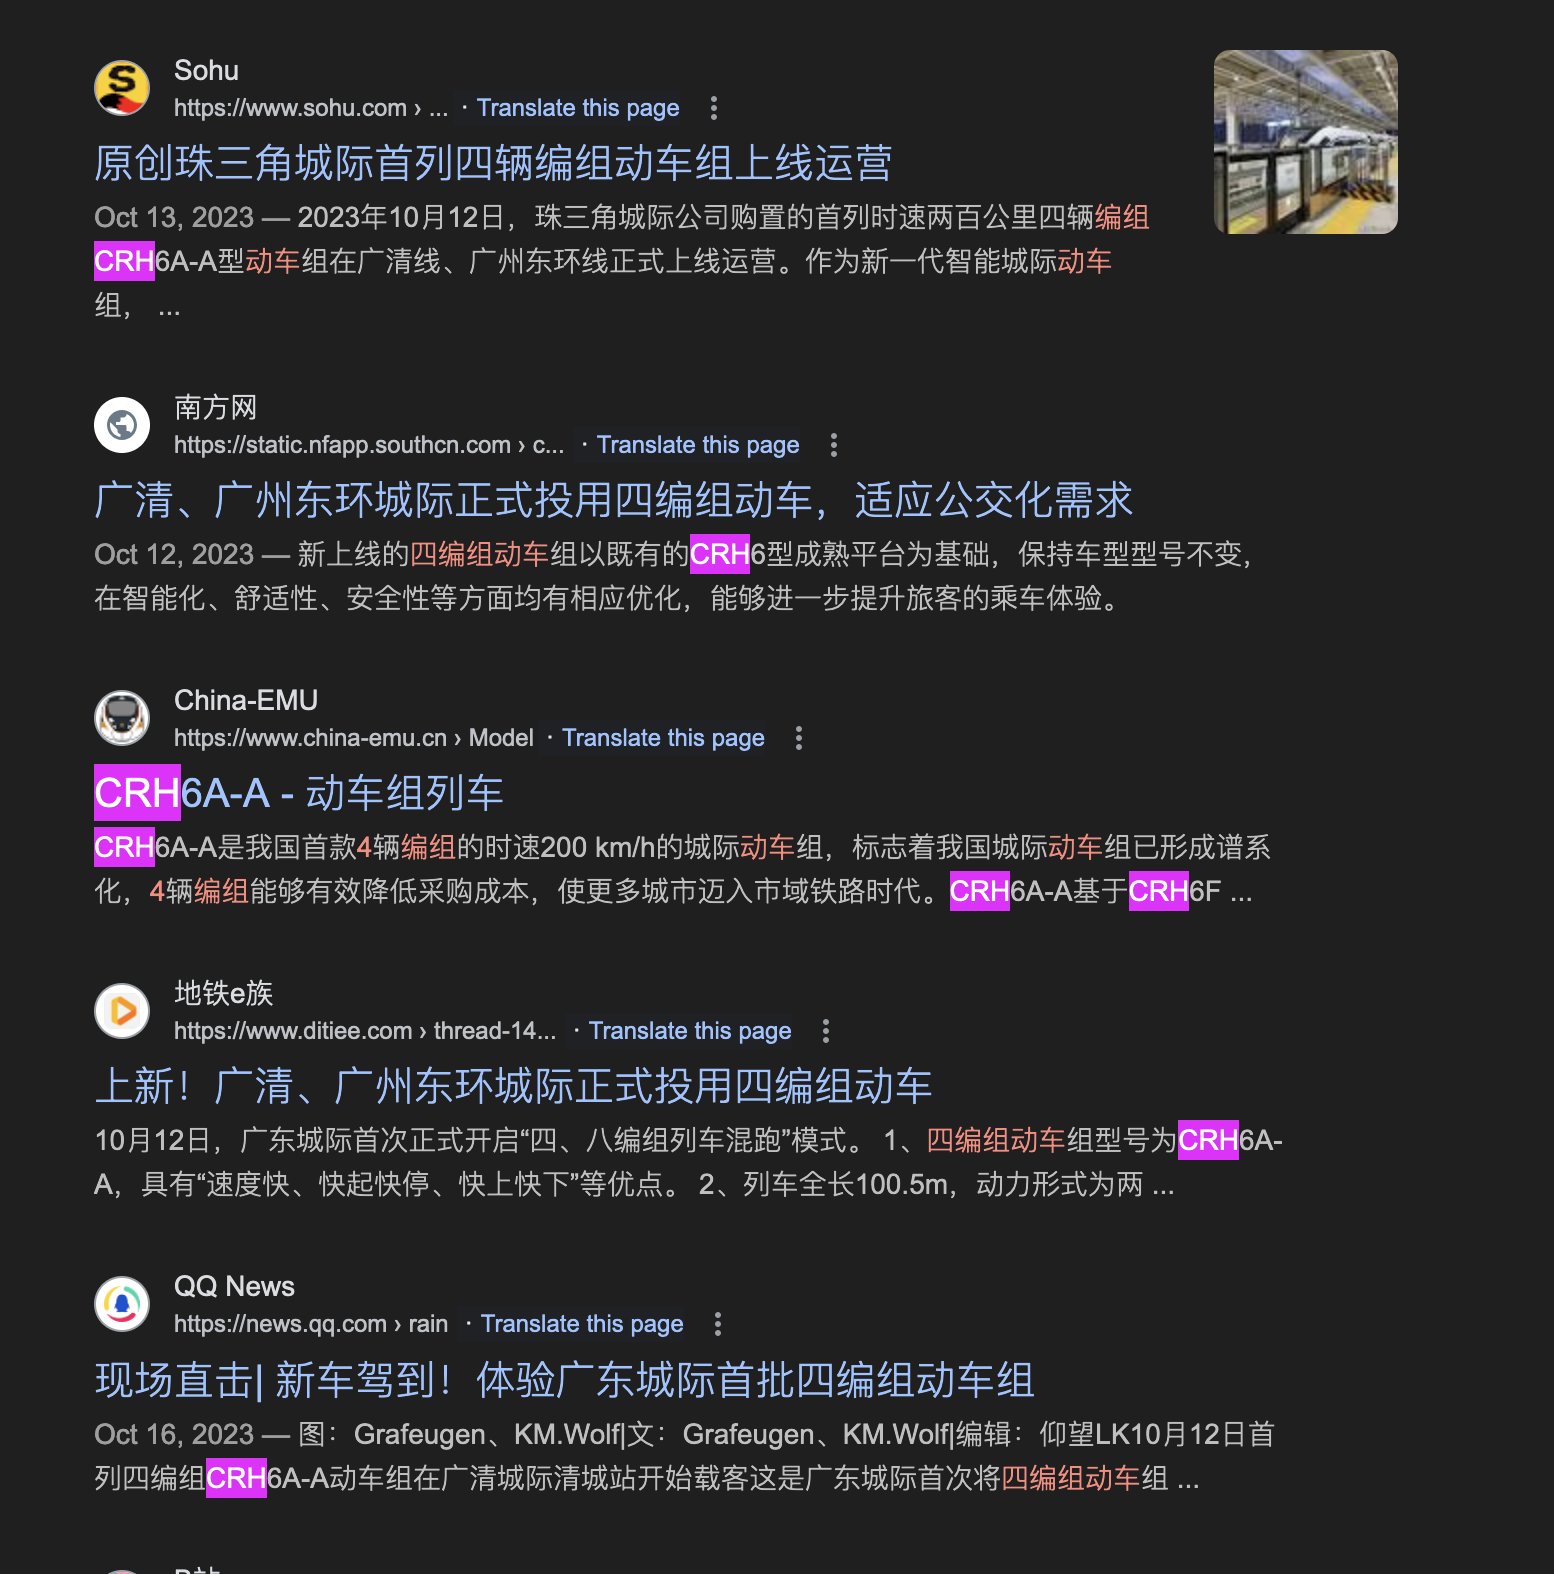 Sohu
https://www.sohu.com › ... · Translate this page
原创珠三角城际首列四辆编组动车组上线运营
Oct 13, 2023 — 2023年10月12日，珠三角城际公司购置的首列时速两百公里四辆编组
CRH6A-A型动车组在广清线、广州东环线正式上线运营。作为新一代智能城际动车
组， ...
南方网
https://static.nfapp.southcn.com › c... · Translate this page
广清、广州东环城际正式投用四编组动车，适应公交化需求
Oct 12, 2023 — 新上线的四编组动车组以既有的CRH6型成熟平台为基础，保持车型型号不变，
在智能化、舒适性、安全性等方面均有相应优化，能够进一步提升旅客的乘车体验。
China-EMU
https://www.china-emu.cn › Model · Translate this page
CRH6A-A - 动车组列车
CRH6A-A是我国首款4辆编组的时速200 km/h的城际动车组，标志着我国城际动车组已形成谱系
化，4辆编组能够有效降低采购成本，使更多城市迈入市域铁路时代。CRH6A-A基于CRH6F ...
地铁e族
https://www.ditiee.com › thread-14... · Translate this page
上新！广清、广州东环城际正式投用四编组动车
10月12日，广东城际首次正式开启“四、八编组列车混跑”模式。 1、四编组动车组型号为CRH6A-
A，具有“速度快、快起快停、快上快下”等优点。 2、列车全长100.5m，动力形式为两 ...
QQ News
https://news.qq.com › rain · Translate this page
现场直击| 新车驾到！体验广东城际首批四编组动车组
Oct 16, 2023 — 图：Grafeugen、KM.Wolf|文：Grafeugen、KM.Wolf|编辑：仰望LK10月12日首
列四编组CRH6A-A动车组在广清城际清城站开始载客这是广东城际首次将四编组动车组 ...